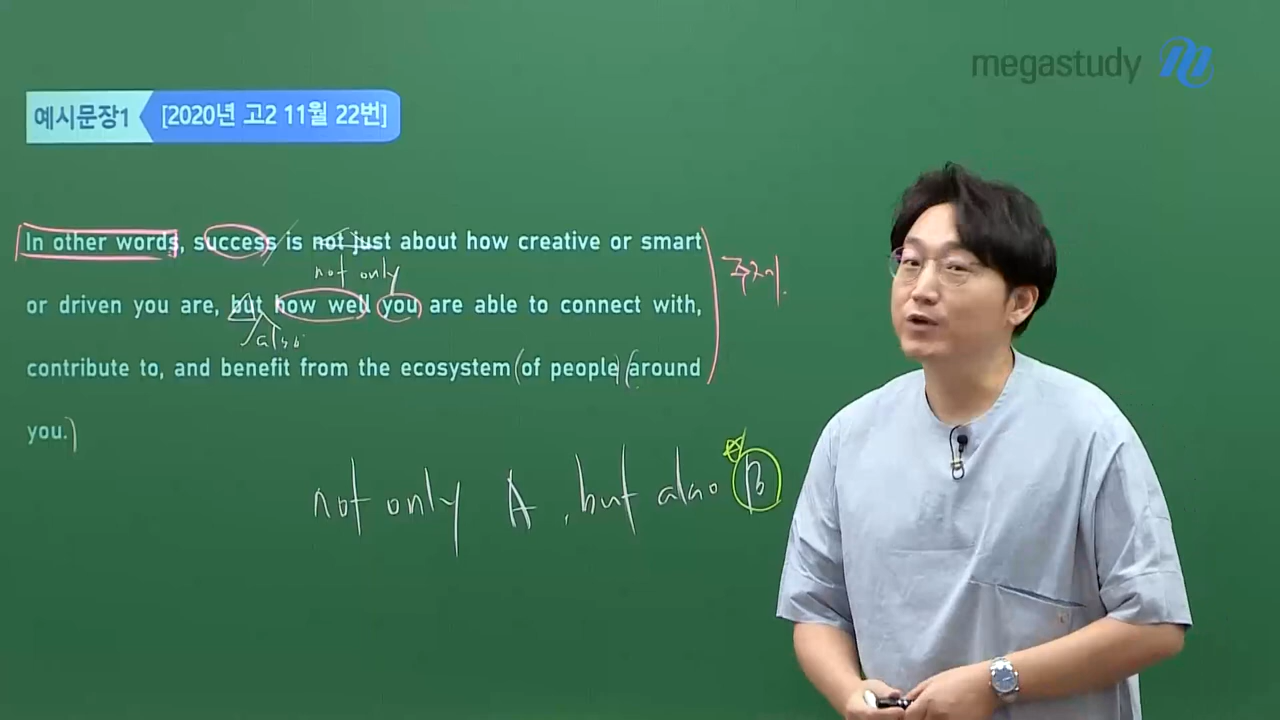 megastudy
예시문장1 [2020년 고2 11월 22번]
In other words, success is not just about how creative or smart
not only
or driven you are, but how well you are able to connect with,
also
contribute to, and benefit from the ecosystem (of people) (around
you.)
주제.
not only A, but also B